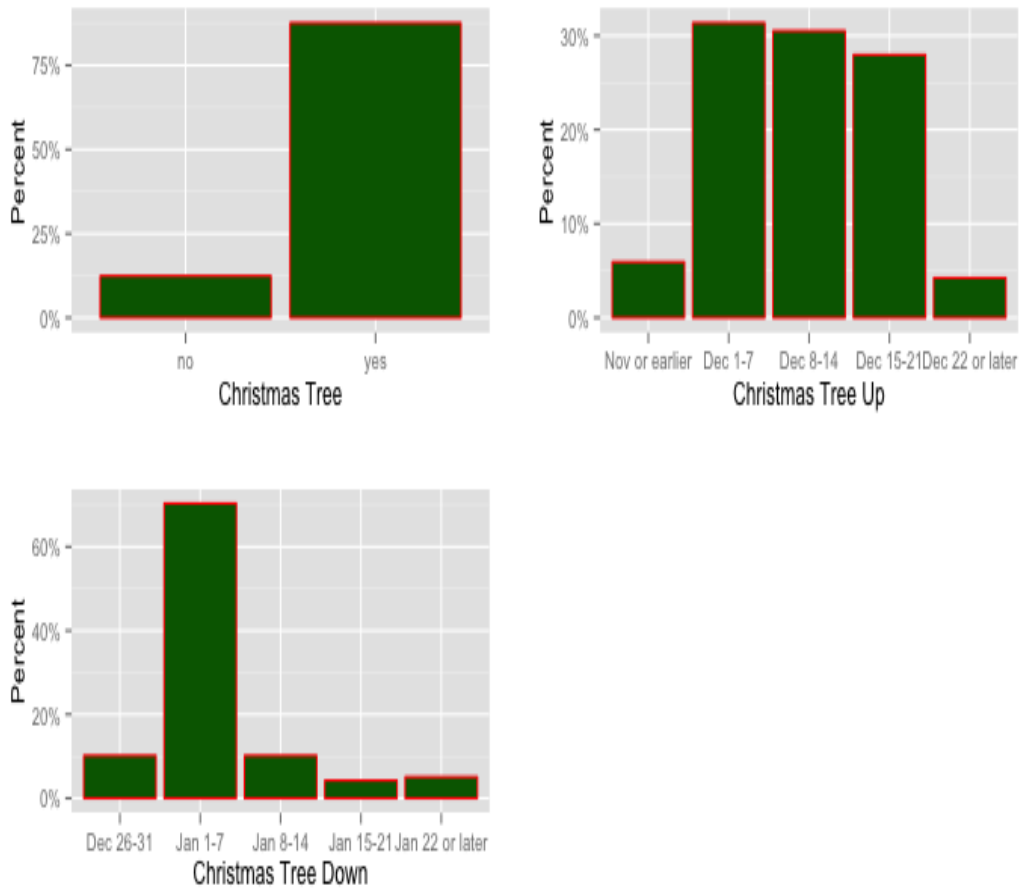 Percent
75%
50%
25%
0%
no yes
Christmas Tree
Percent
30%
20%
10%
0%
Nov or earlier Dec 1-7 Dec 8-14 Dec 15-21 Dec 22 or later
Christmas Tree Up
Percent
60%
40%
20%
0%
Dec 26-31 Jan 1-7 Jan 8-14 Jan 15-21 Jan 22 or later
Christmas Tree Down